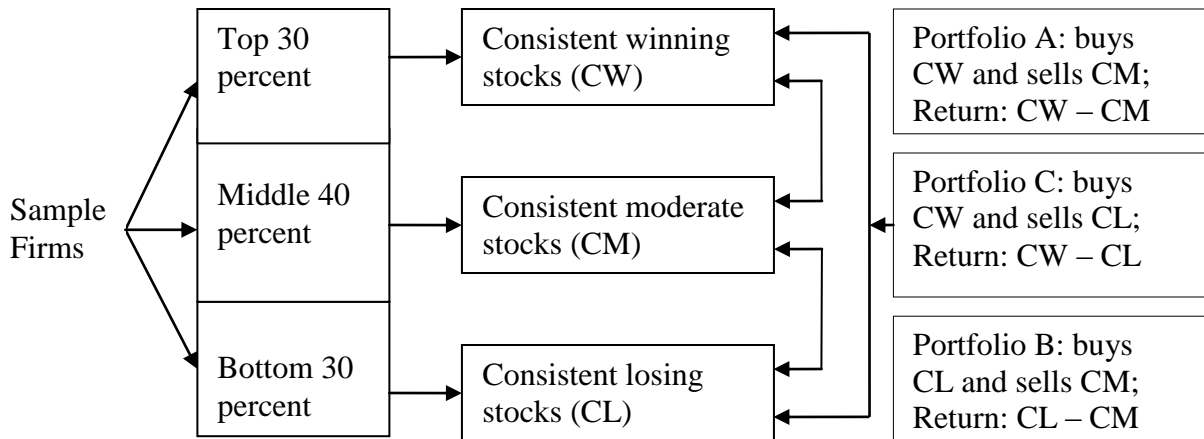 Sample
Firms
Top 30
percent
Middle 40
percent
Bottom 30
percent
Consistent winning
stocks (CW)
Consistent moderate
stocks (CM)
Consistent losing
stocks (CL)
Portfolio A: buys
CW and sells CM;
Return: CW – CM
Portfolio C: buys
CW and sells CL;
Return: CW – CL
Portfolio B: buys
CL and sells CM;
Return: CL – CM